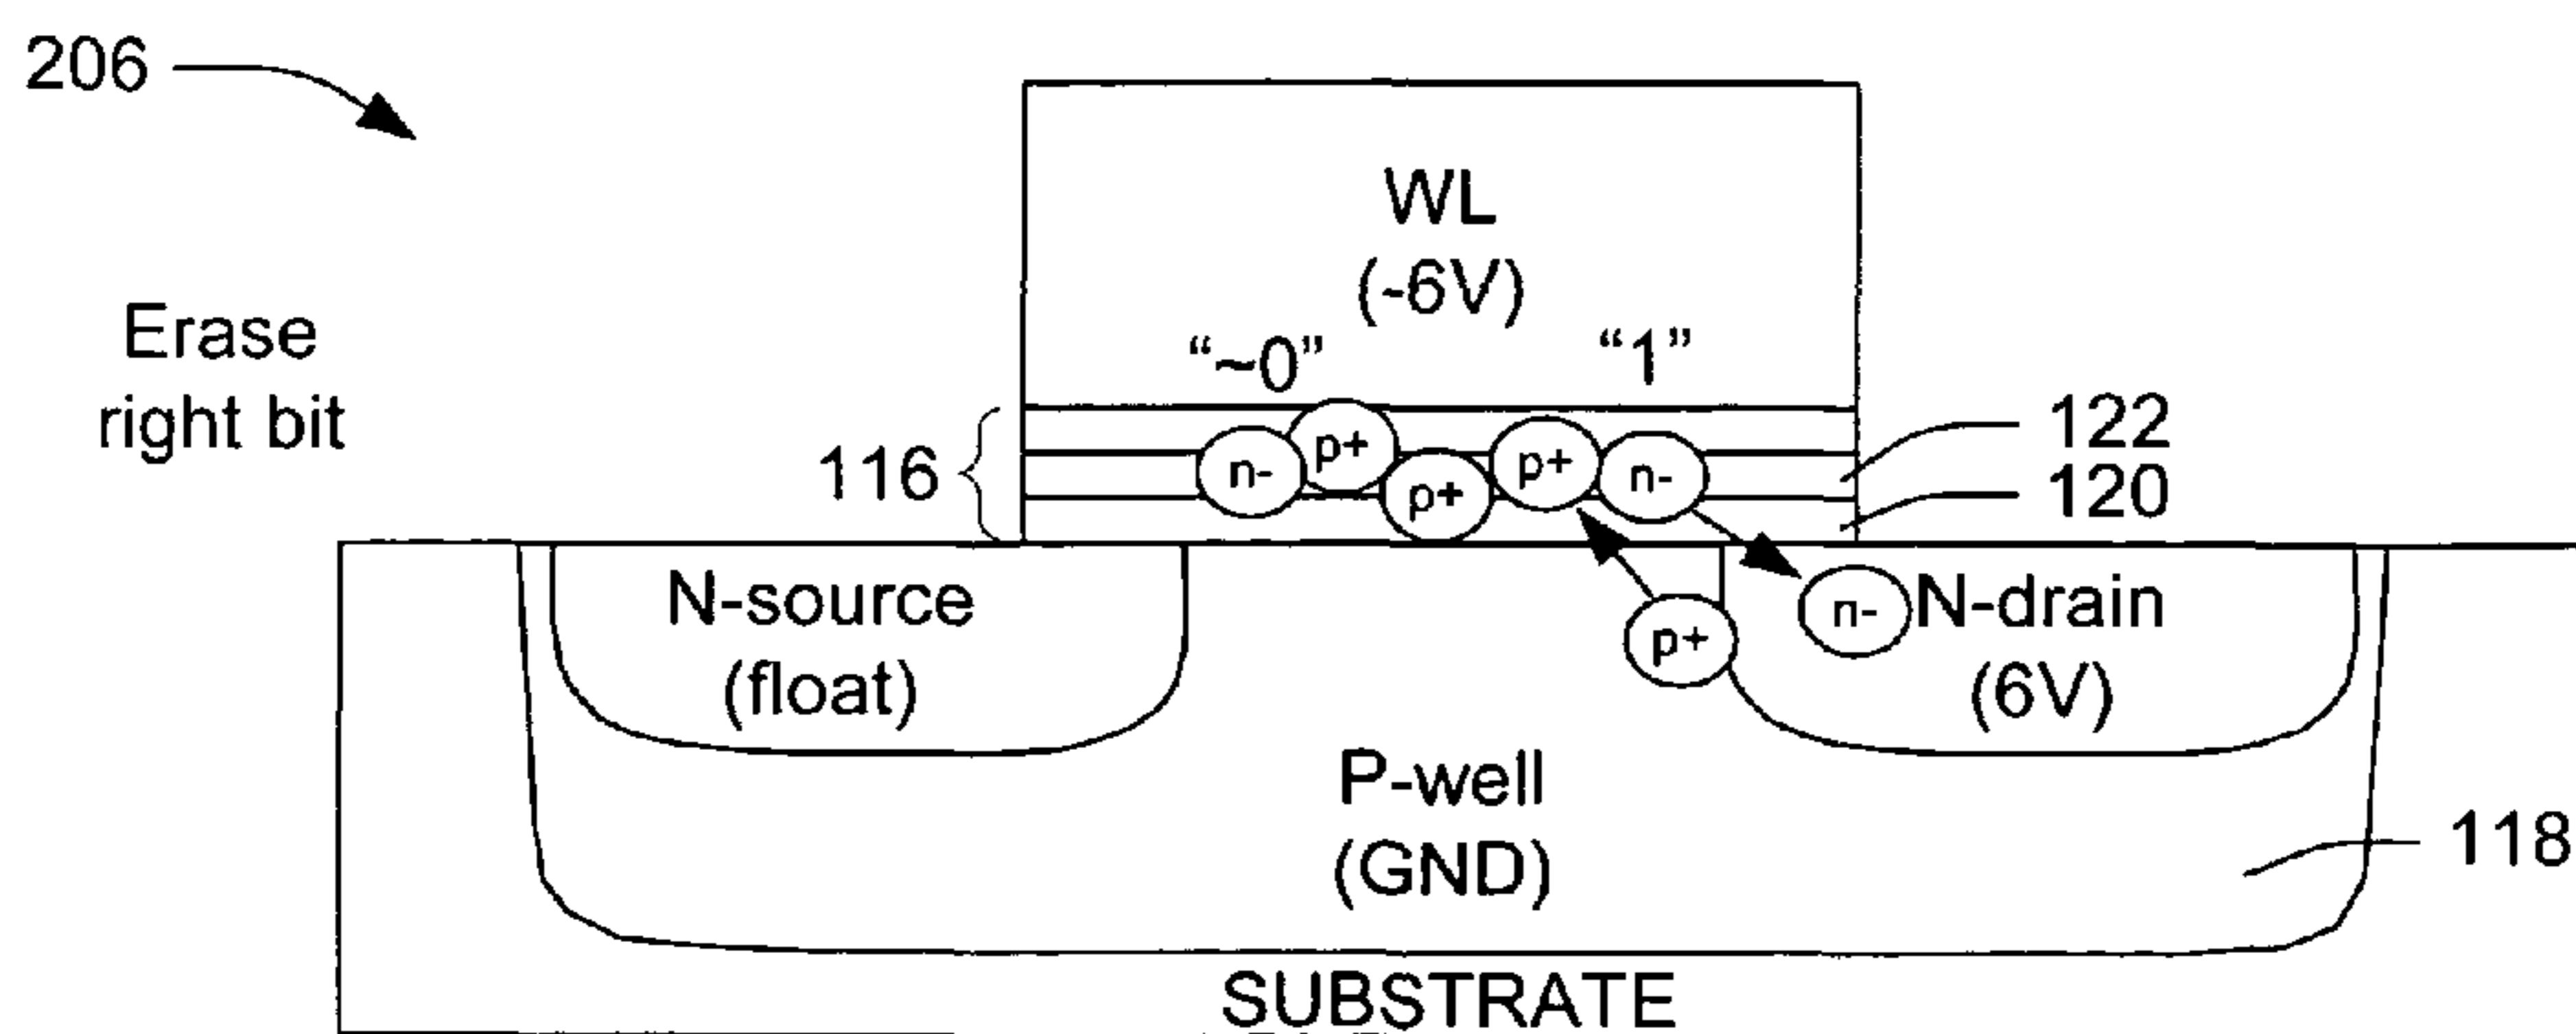 206
Erase
right bit
WL
(-6V)
“~0”
“1”
116
n-
p+
p+
p+
n-
122
120
N-source
(float)
p+
n-
N-drain
(6V)
P-well
(GND)
118
SUBSTRATE